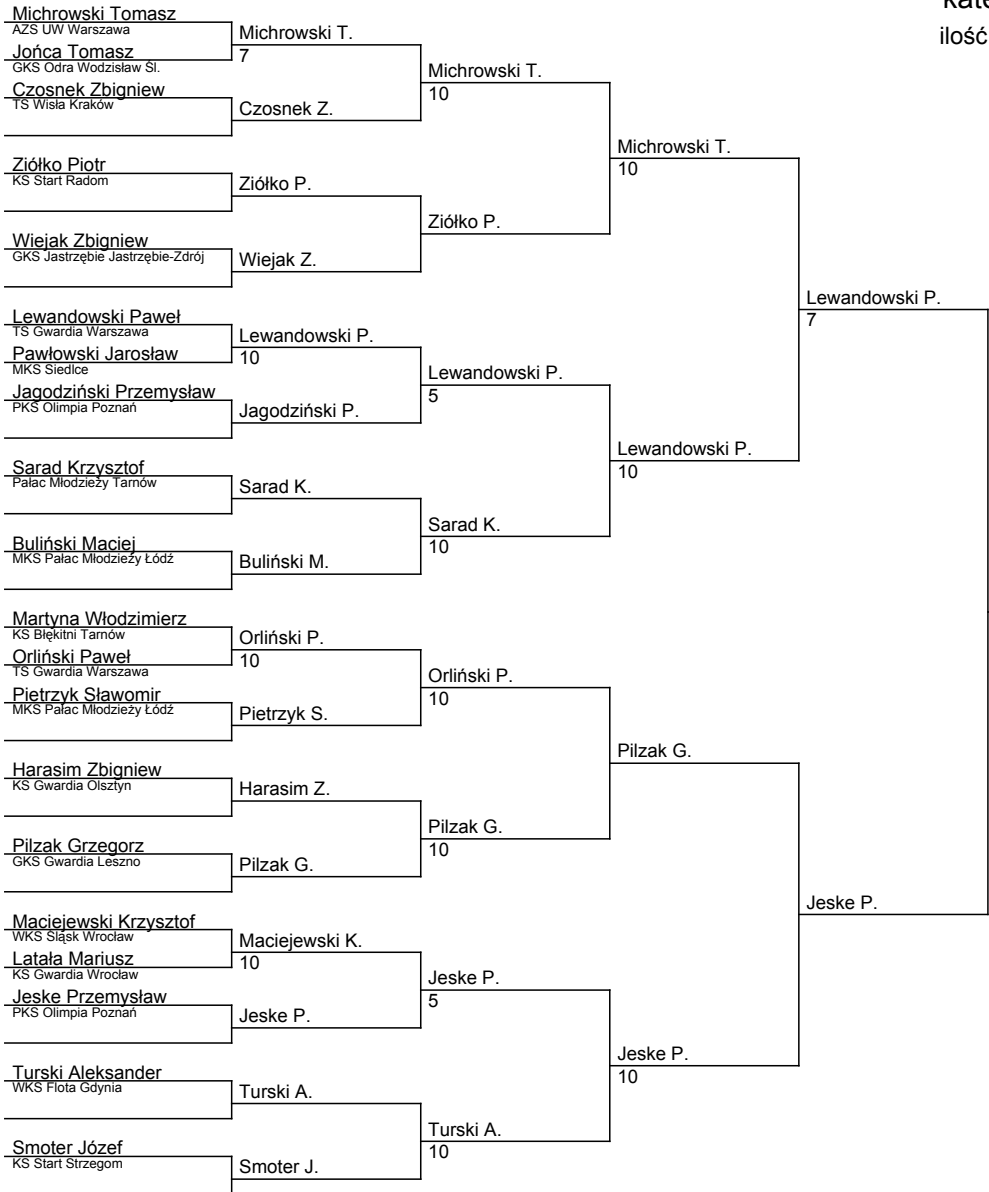 kate
ilość
Michrowski Tomasz
AZS UW Warszawa
Jońca Tomasz
GKS Odra Wodzisław Śl.
Czosnek Zbigniew
TS Wisła Kraków
Ziółko Piotr
KS Start Radom
Wiejak Zbigniew
GKS Jastrzębie Jastrzębie-Zdrój
Lewandowski Paweł
TS Gwardia Warszawa
Pawłowski Jarosław
MKS Siedlce
Jagodziński Przemysław
PKS Olimpia Poznań
Sarad Krzysztof
Pałac Młodzieży Tarnów
Buliński Maciej
MKS Pałac Młodzieży Łódź
Martyna Włodzimierz
KS Błękitni Tarnów
Orliński Paweł
TS Gwardia Warszawa
Pietrzyk Sławomir
MKS Pałac Młodzieży Łódź
Harasim Zbigniew
KS Gwardia Olsztyn
Pilzak Grzegorz
GKS Gwardia Leszno
Maciejewski Krzysztof
WKS Śląsk Wrocław
Latała Mariusz
KS Gwardia Wrocław
Jeske Przemysław
PKS Olimpia Poznań
Turski Aleksander
WKS Flota Gdynia
Smoter Józef
KS Start Strzegom
Michrowski T.
7
Czosnek Z.
Ziółko P.
Wiejak Z.
Lewandowski P.
10
Jagodziński P.
Sarad K.
Buliński M.
Orliński P.
10
Pietrzyk S.
Harasim Z.
Pilzak G.
Maciejewski K.
10
Jeske P.
Turski A.
Smoter J.
Michrowski T.
10
Ziółko P.
Lewandowski P.
5
Sarad K.
10
Orliński P.
10
Pilzak G.
10
Jeske P.
5
Turski A.
10
Michrowski T.
10
Lewandowski P.
10
Pilzak G.
Jeske P.
10
Lewandowski P.
7
Jeske P.